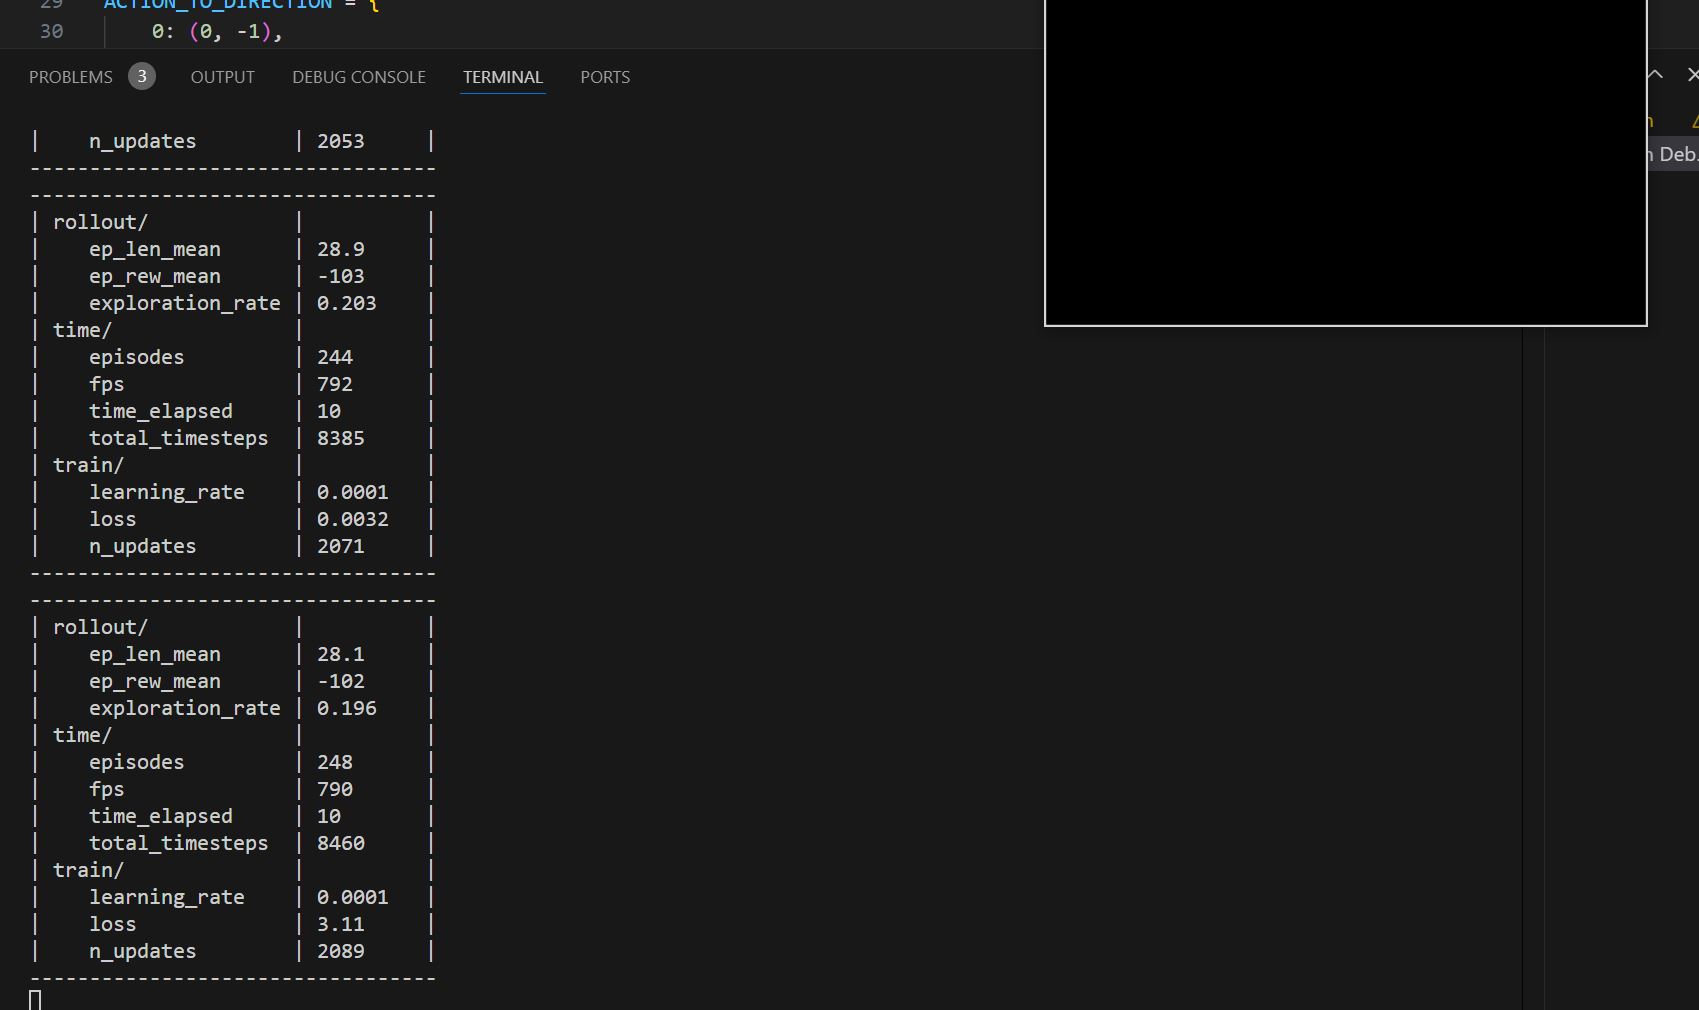 29 ACTION_TO_DIRECTION = {
30 0: (0, -1),
PROBLEMS 3 OUTPUT DEBUG CONSOLE TERMINAL PORTS
| n_updates | 2053 |
----------------------------------
----------------------------------
| rollout/ | |
| ep_len_mean | 28.9 |
| ep_rew_mean | -103 |
| exploration_rate | 0.203 |
| time/ | |
| episodes | 244 |
| fps | 792 |
| time_elapsed | 10 |
| total_timesteps | 8385 |
| train/ | |
| learning_rate | 0.0001 |
| loss | 0.0032 |
| n_updates | 2071 |
----------------------------------
----------------------------------
| rollout/ | |
| ep_len_mean | 28.1 |
| ep_rew_mean | -102 |
| exploration_rate | 0.196 |
| time/ | |
| episodes | 248 |
| fps | 790 |
| time_elapsed | 10 |
| total_timesteps | 8460 |
| train/ | |
| learning_rate | 0.0001 |
| loss | 3.11 |
| n_updates | 2089 |
----------------------------------
n Deb.